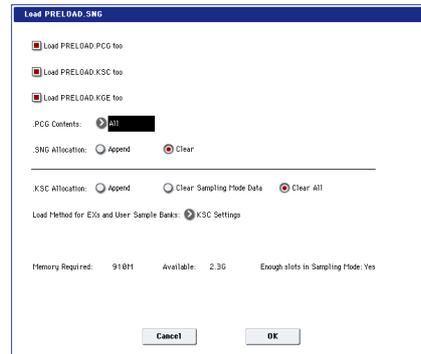 Load PRELOAD.SNG
Load PRELOAD.PCG too
Load PRELOAD.KSC too
Load PRELOAD.KGE too
.PCG Contents: All
.SNG Allocation: Append Clear
.KSC Allocation: Append Clear Sampling Mode Data Clear All
Load Method for EXs and User Sample Banks: KSC Settings
Memory Required: 910M Available: 2.3G Enough slots in Sampling Mode: Yes
Cancel OK